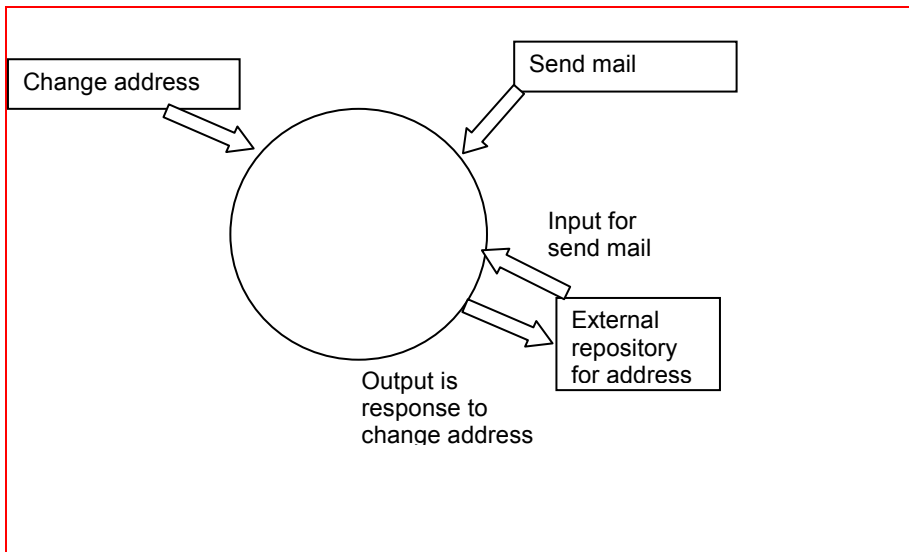 Change address
Send mail
Input for
send mail
External
repository
for address
Output is
response to
change address